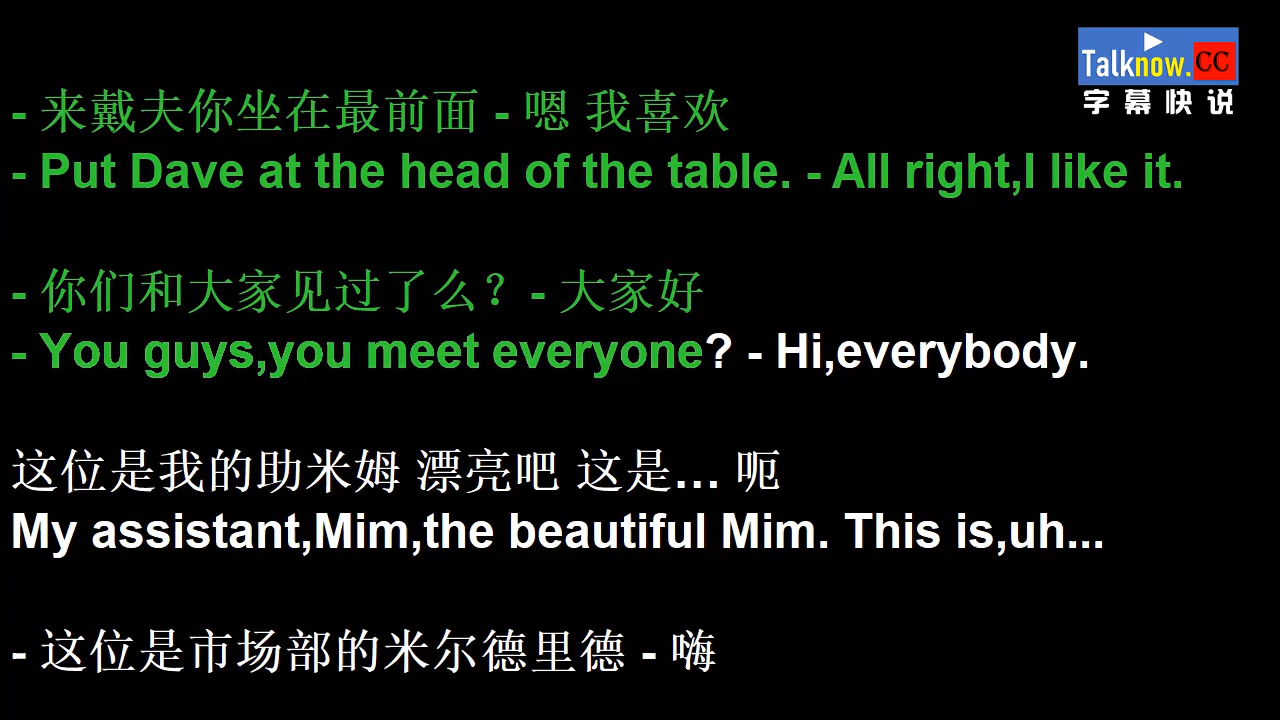 Talknow.CC
字幕快说
- 来戴夫你坐在最前面 - 嗯 我喜欢
- Put Dave at the head of the table. - All right,I like it.
- 你们和大家见过了么？- 大家好
- You guys,you meet everyone? - Hi,everybody.
这位是我的助米姆 漂亮吧 这是... 呃
My assistant,Mim,the beautiful Mim. This is,uh...
- 这位是市场部的米尔德里德 - 嗨